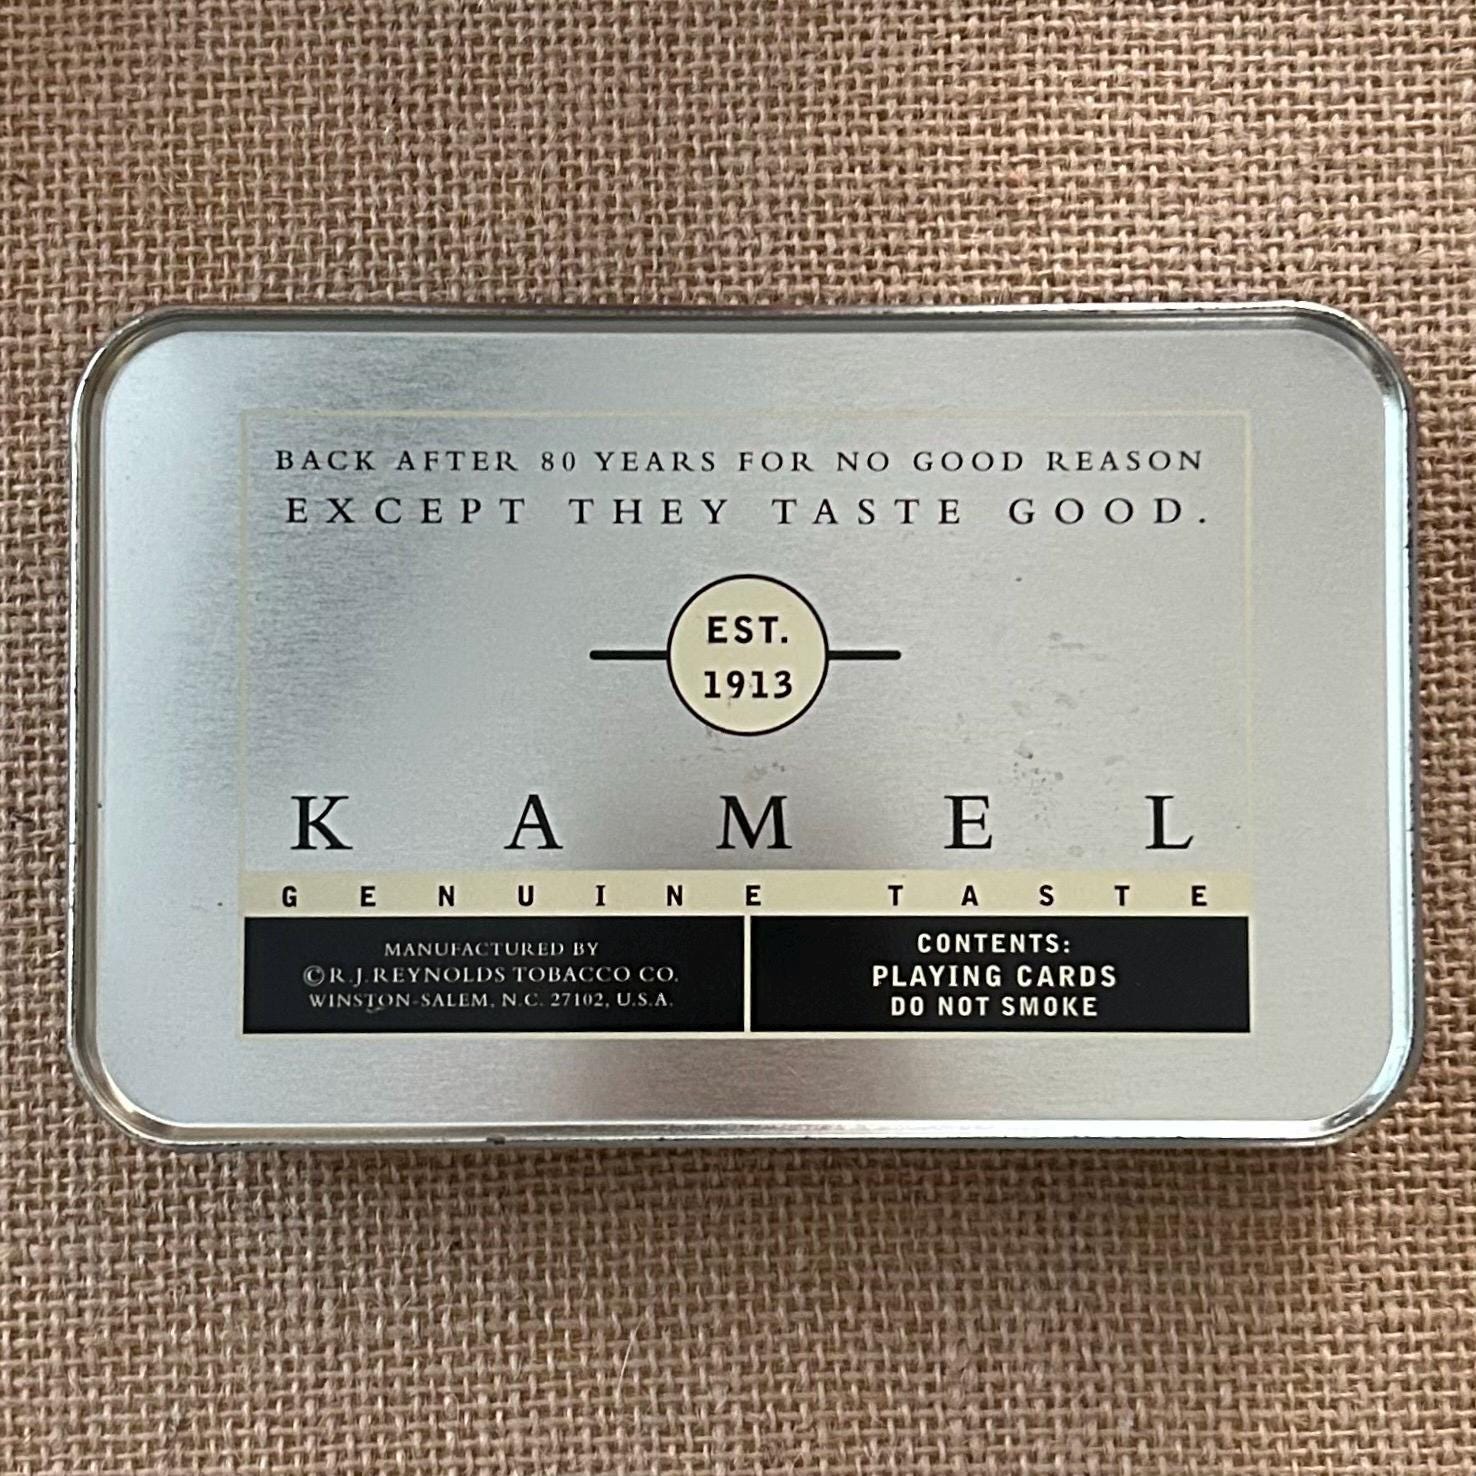 BACK AFTER 80 YEARS FOR NO GOOD REASON
EXCEPT THEY TASTE GOOD.
EST.
1913
KAMEL
GENUINE TASTE
MANUFACTURED BY
©R.J.REYNOLDS TOBACCO CO.
WINSTON-SALEM, N.C. 27102, U.S.A.
CONTENTS:
PLAYING CARDS
DO NOT SMOKE